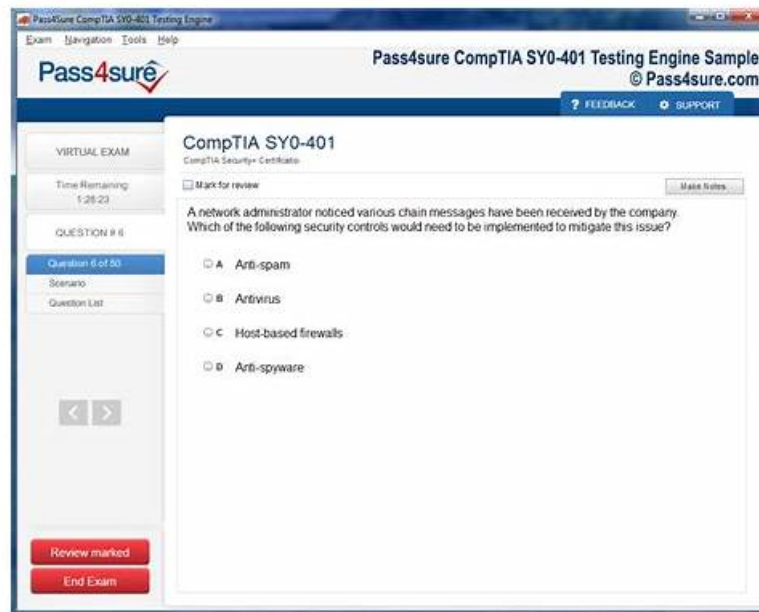 Pass4Sure CompTIA SY0-401 Testing Engine
Exam Navigation Tools Help
Pass4sure
Pass4sure CompTIA SY0-401 Testing Engine Sample
© Pass4sure.com
? FEEDBACK SUPPORT
VIRTUAL EXAM
Time Remaining:
1:28:23
QUESTION # 6
Question 6 of 50
Scenario
Question List
Review marked
End Exam
CompTIA SY0-401
CompTIA Security+ Certificatio
Mark for review
Make Notes
A network administrator noticed various chain messages have been received by the company.
Which of the following security controls would need to be implemented to mitigate this issue?
A Anti-spam
B Antivirus
C Host-based firewalls
D Anti-spyware